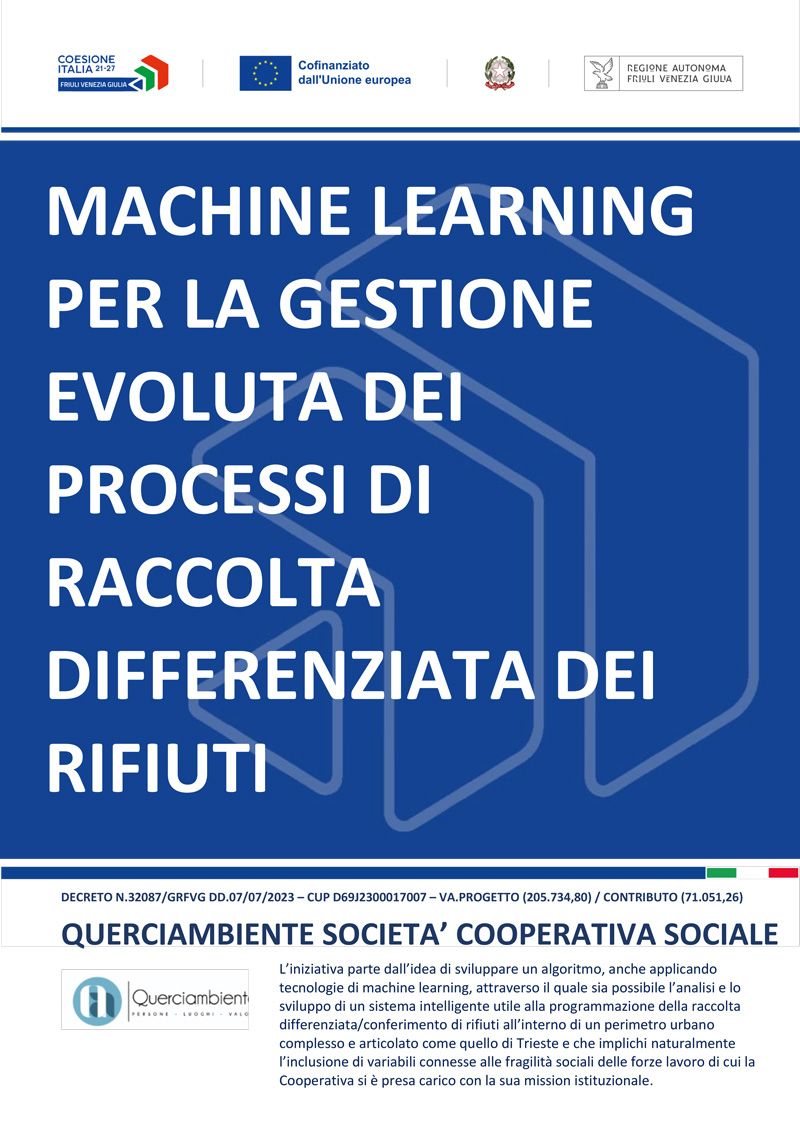 COESIONE
ITALIA 21-27
FRIULI VENEZIA GIULIA
Cofinanziato
dall'Unione europea
REGIONE AUTONOMA
FRIULI VENEZIA GIULIA
MACHINE LEARNING
PER LA GESTIONE
EVOLUTA DEI
PROCESSI DI
RACCOLTA
DIFFERENZIATA DEI
RIFIUTI
DECRETO N.32087/GRFVG DD.07/07/2023 – CUP D69J2300017007 – VA.PROGETTO (205.734,80) / CONTRIBUTO (71.051,26)
QUERCIAMBIENTE SOCIETA’ COOPERATIVA SOCIALE
Querciambiente
PERSONE - LUOGHI - VALO
L’iniziativa parte dall’idea di sviluppare un algoritmo, anche applicando
tecnologie di machine learning, attraverso il quale sia possibile l’analisi e lo
sviluppo di un sistema intelligente utile alla programmazione della raccolta
differenziata/conferimento di rifiuti all’interno di un perimetro urbano
complesso e articolato come quello di Trieste e che implichi naturalmente
l’inclusione di variabili connesse alle fragilità sociali delle forze lavoro di cui la
Cooperativa si è presa carico con la sua mission istituzionale.